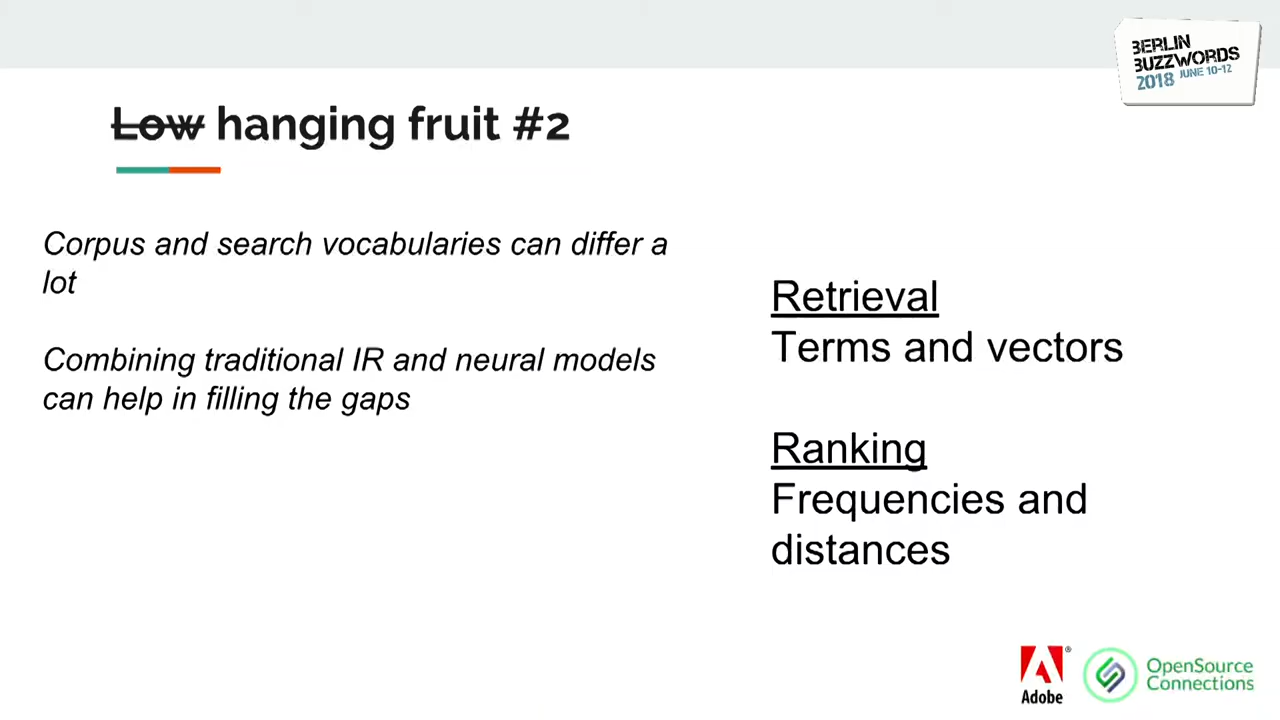 BERLIN
BUZZWORDS
2018 JUNE 10-12
Low hanging fruit #2
Corpus and search vocabularies can differ a
lot
Combining traditional IR and neural models
can help in filling the gaps
Retrieval
Terms and vectors
Ranking
Frequencies and
distances
Adobe®
OpenSource
Connections